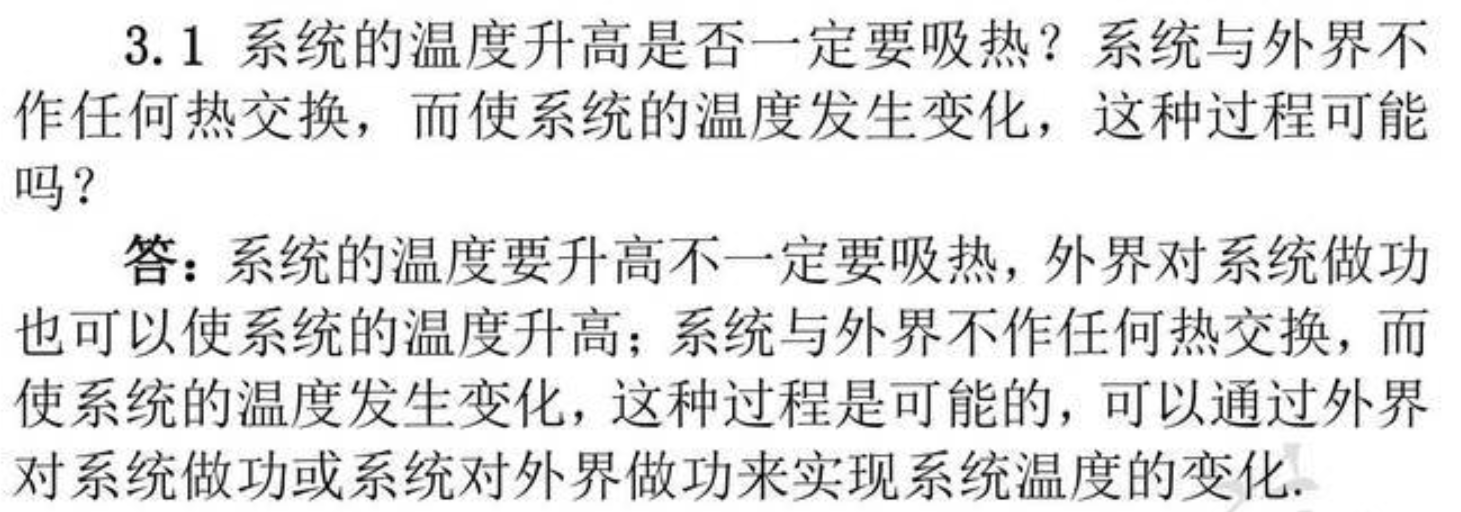 3.1 系统的温度升高是否一定要吸热？系统与外界不
作任何热交换，而使系统的温度发生变化，这种过程可能
吗？
答：系统的温度要升高不一定要吸热，外界对系统做功
也可以使系统的温度升高；系统与外界不作任何热交换，而
使系统的温度发生变化，这种过程是可能的，可以通过外界
对系统做功或系统对外界做功来实现系统温度的变化.